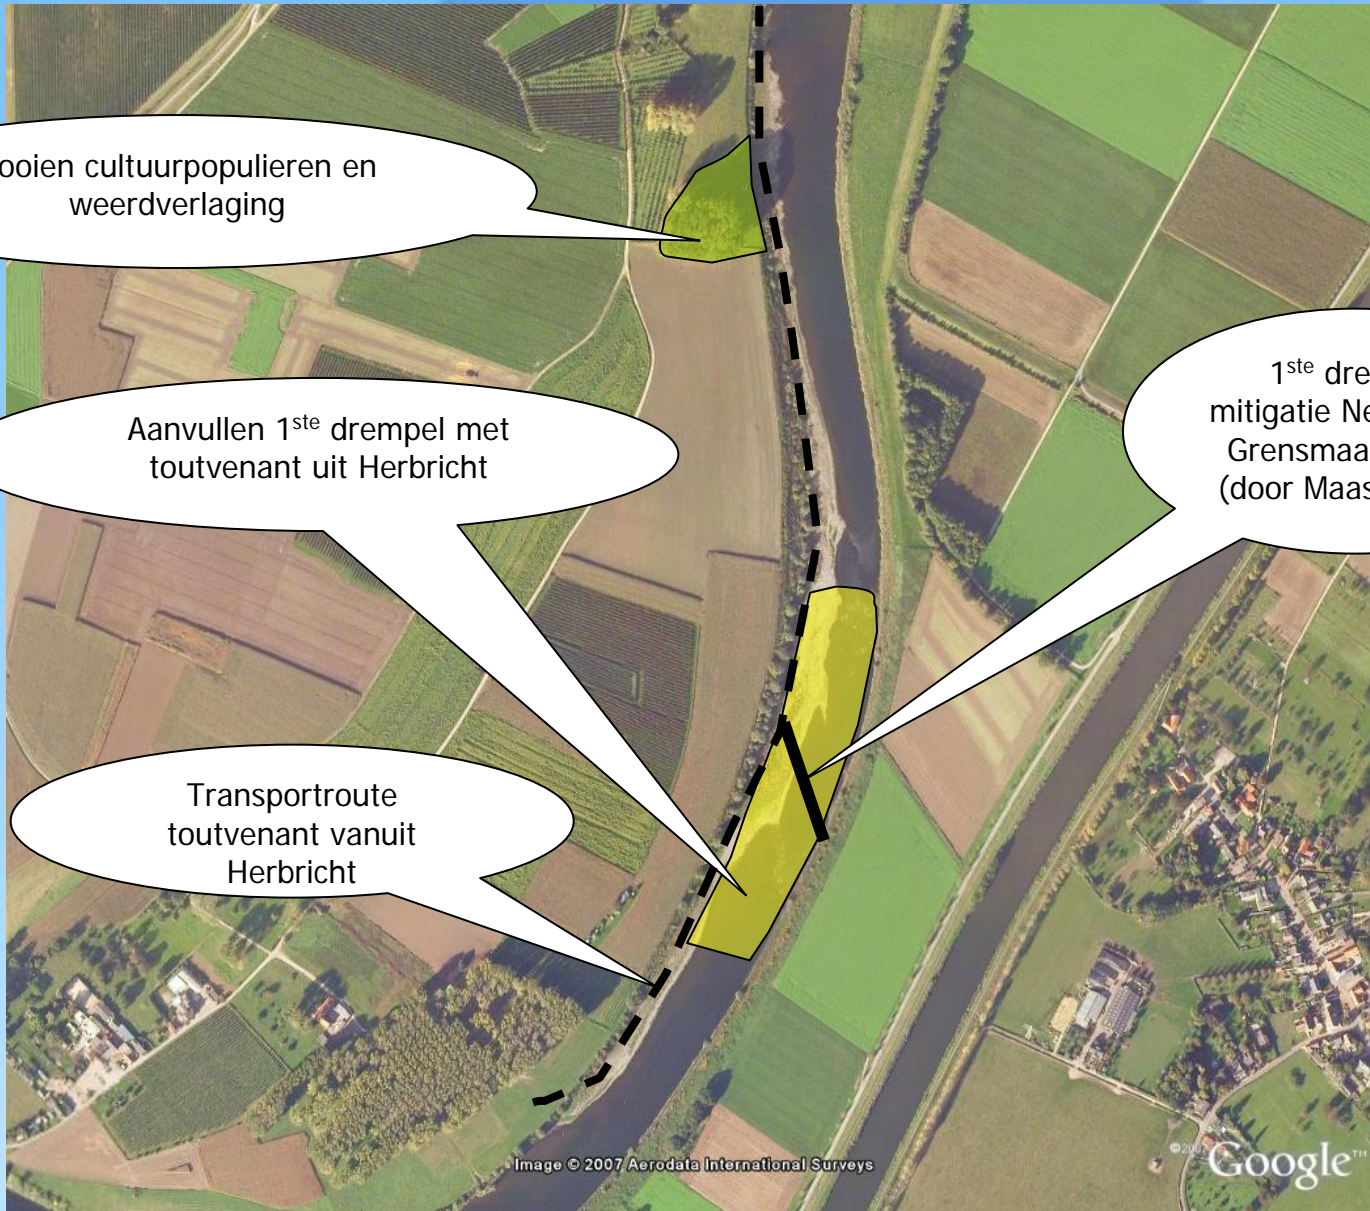 ooien cultuurpopulieren en
weerdverlaging
Aanvullen 1ste drempel met
toutvenant uit Herbricht
1ste dre
mitigatie Ne
Grensmaa
(door Maas
Transportroute
toutvenant vanuit
Herbricht
Image © 2007 Aerodata International Surveys
Google™